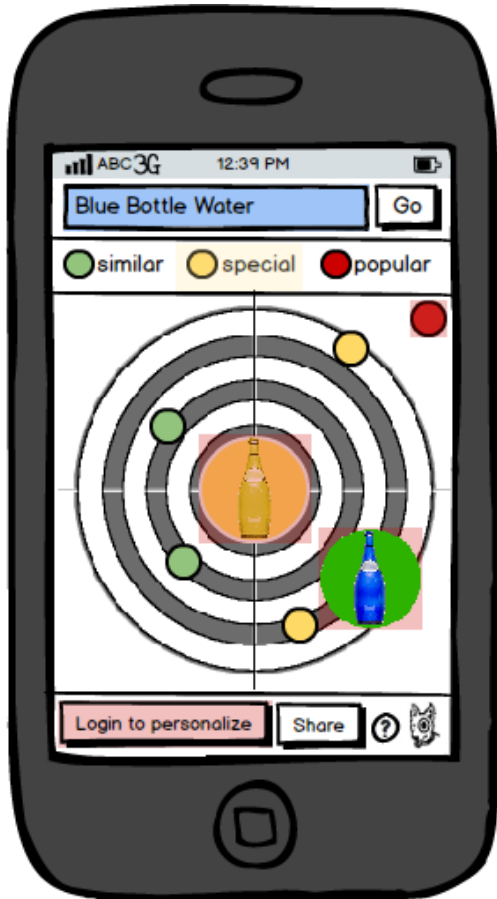 ABC 3G 12:39 PM
Blue Bottle Water Go
similar special popular
Login to personalize Share ?